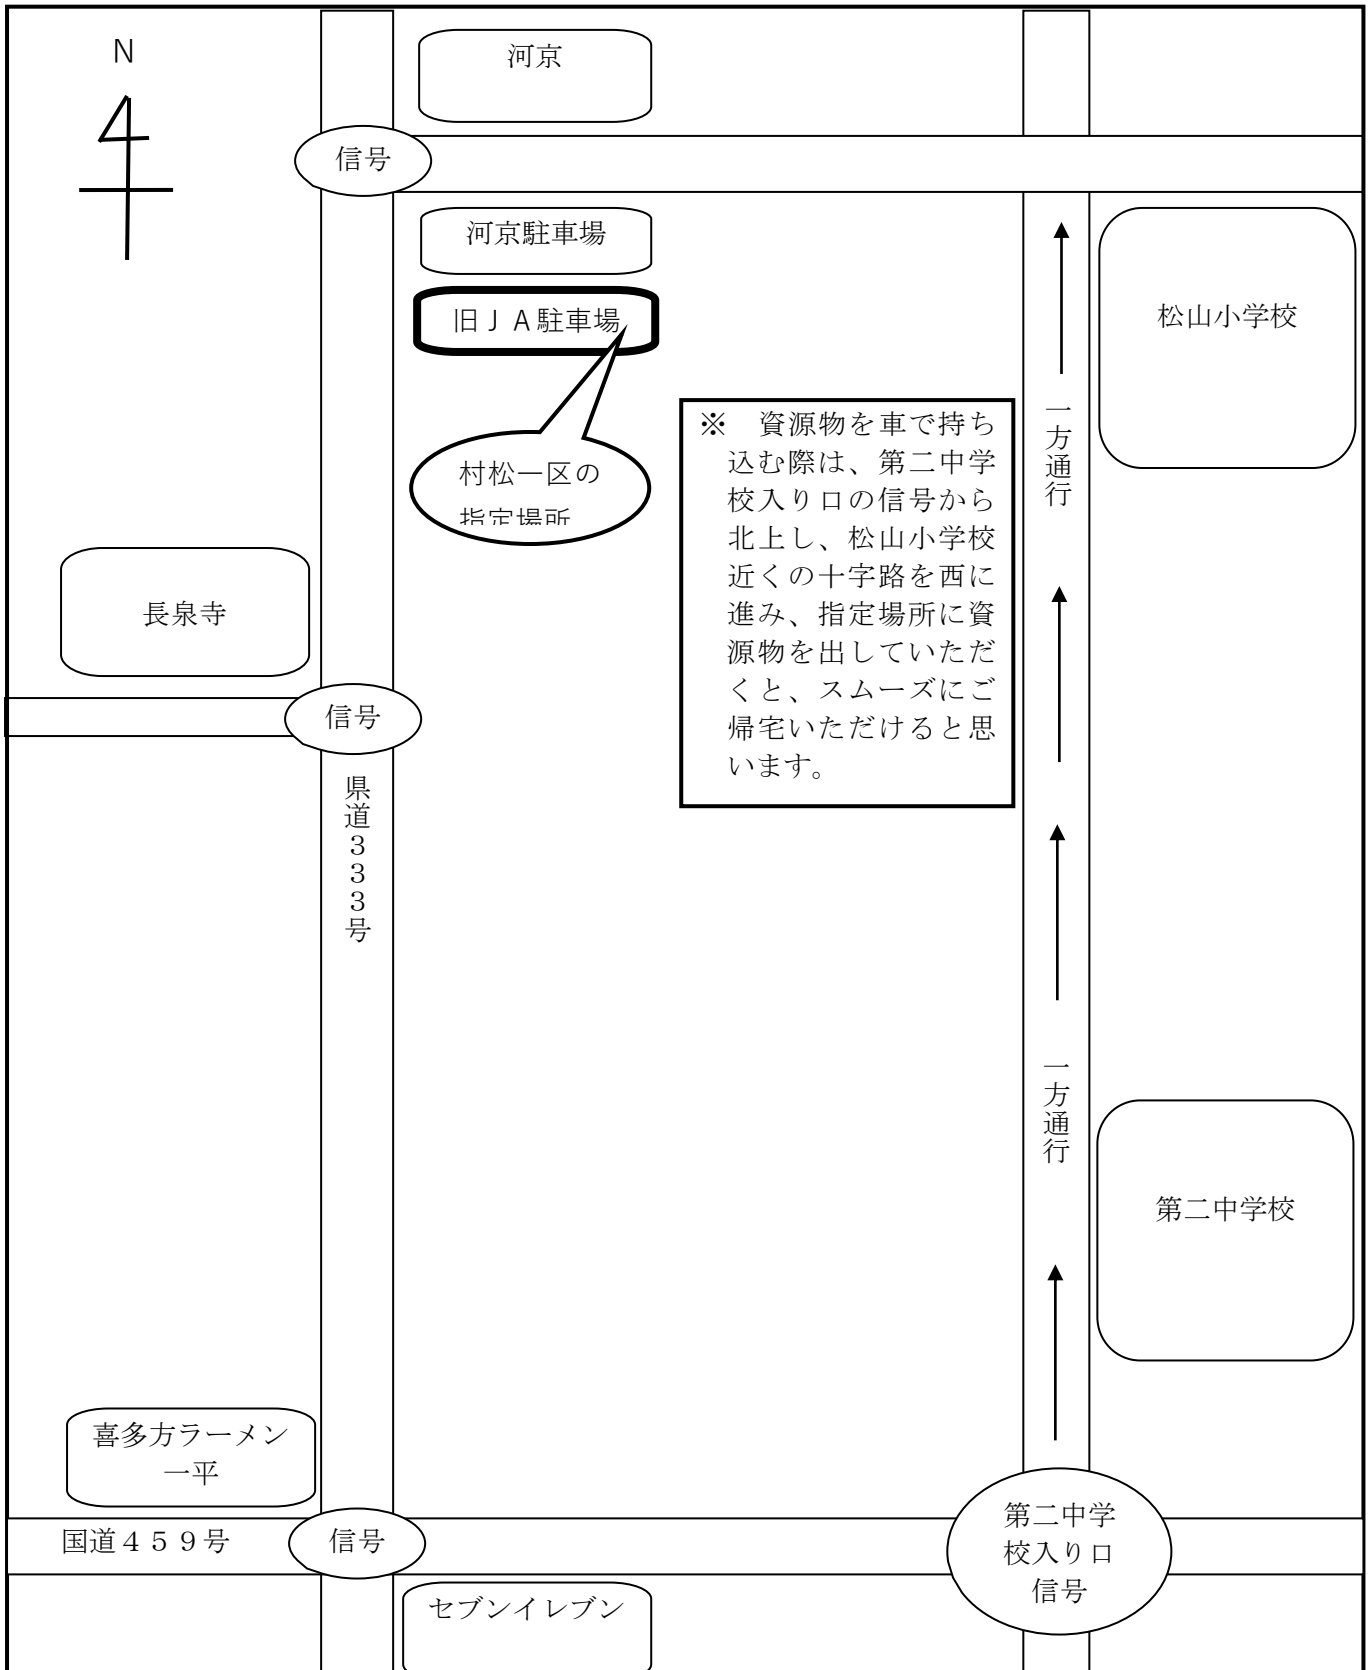 N
河京
信号
河京駐車場
旧ＪＡ駐車場
松山小学校
村松一区の
指定場所
※　資源物を車で持ち
込む際は、第二中学
校入り口の信号から
北上し、松山小学校
近くの十字路を西に
進み、指定場所に資
源物を出していただ
くと、スムーズにご
帰宅いただけると思
います。
一方通行
長泉寺
信号
県道３３３号
一方通行
第二中学校
喜多方ラーメン
一平
国道４５９号
信号
第二中学
校入り口
信号
セブンイレブン